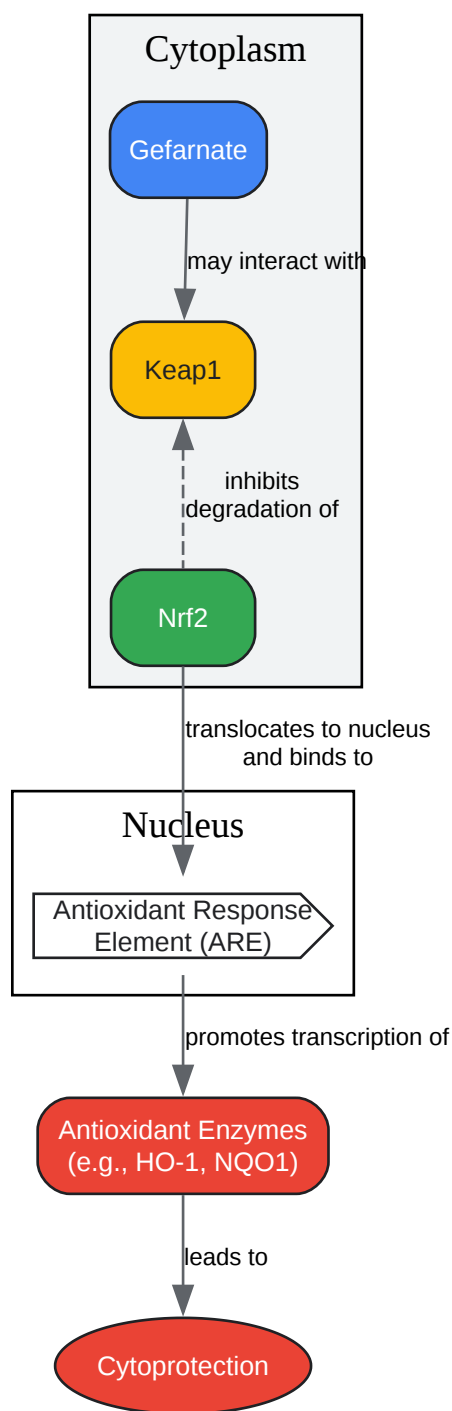 Cytoplasm
Gefarnate
may interact with
Keap1
inhibits
degradation of
Nrf2
translocates to nucleus
and binds to
Nucleus
Antioxidant Response
Element (ARE)
promotes transcription of
Antioxidant Enzymes
(e.g., HO-1, NQO1)
leads to
Cytoprotection